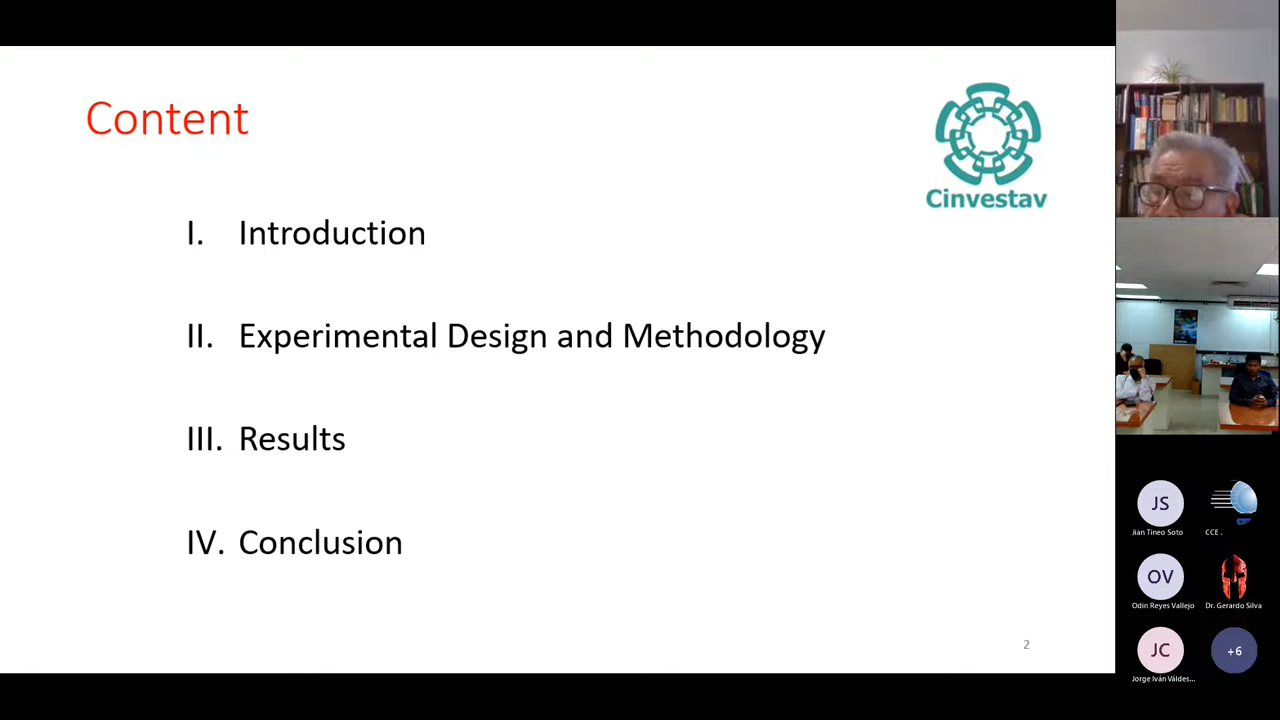 Content
Cinvestav
I. Introduction
II. Experimental Design and Methodology
III. Results
IV. Conclusion
2
JS
Jian Tineo Soto
CCE .
OV
Odin Reyes Vallejo
Dr. Gerardo Silva
JC
Jorge Iván Váldes...
+6